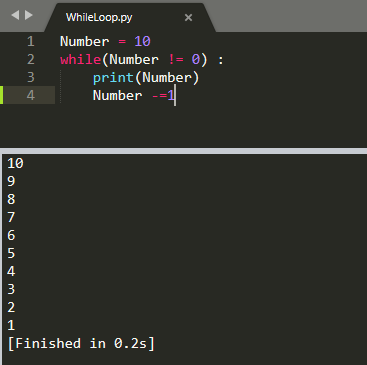 WhileLoop.py ×
1 Number = 10
2 while(Number != 0) :
3 print(Number)
4 Number -=1
10
9
8
7
6
5
4
3
2
1
[Finished in 0.2s]